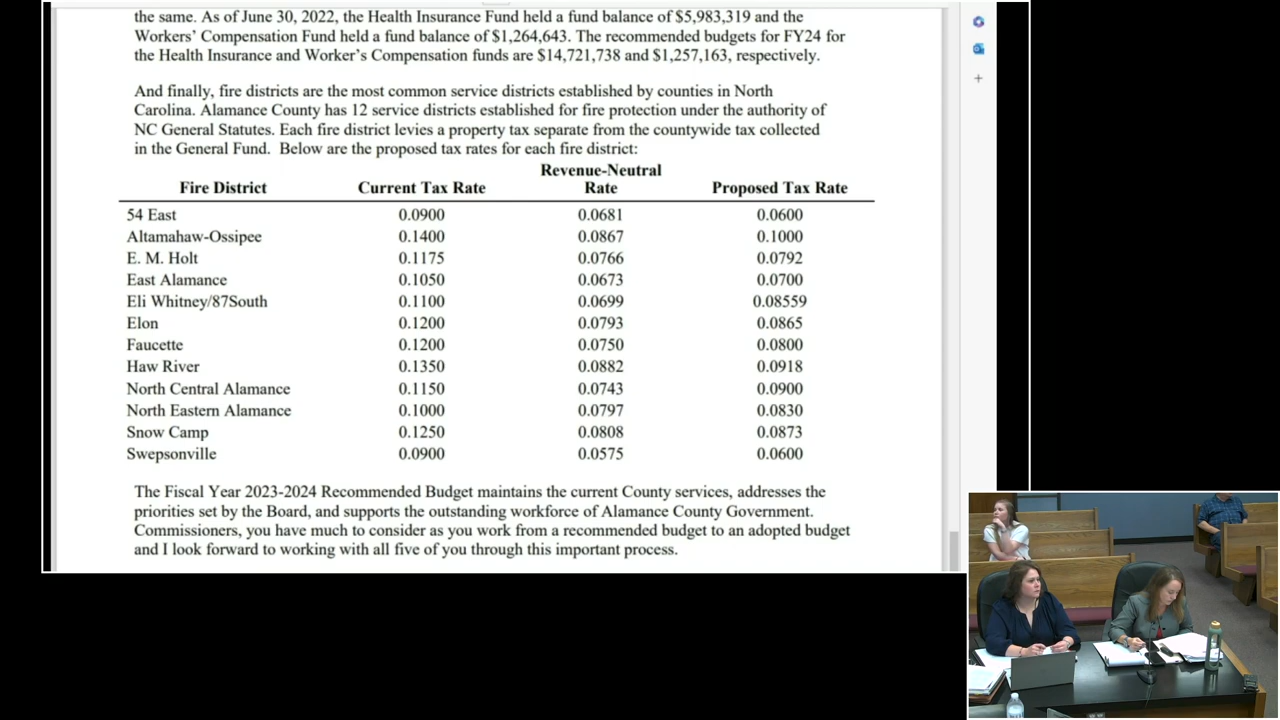 the same. As of June 30, 2022, the Health Insurance Fund held a fund balance of $5,983,319 and the
Workers' Compensation Fund held a fund balance of $1,264,643. The recommended budgets for FY24 for
the Health Insurance and Worker's Compensation funds are $14,721,738 and $1,257,163, respectively.
And finally, fire districts are the most common service districts established by counties in North
Carolina. Alamance County has 12 service districts established for fire protection under the authority of
NC General Statutes. Each fire district levies a property tax separate from the countywide tax collected
in the General Fund. Below are the proposed tax rates for each fire district:
Fire District Current Tax Rate Revenue-Neutral Rate Proposed Tax Rate
54 East 0.0900 0.0681 0.0600
Altamahaw-Ossipee 0.1400 0.0867 0.1000
E. M. Holt 0.1175 0.0766 0.0792
East Alamance 0.1050 0.0673 0.0700
Eli Whitney/87South 0.1100 0.0699 0.08559
Elon 0.1200 0.0793 0.0865
Faucette 0.1200 0.0750 0.0800
Haw River 0.1350 0.0882 0.0918
North Central Alamance 0.1150 0.0743 0.0900
North Eastern Alamance 0.1000 0.0797 0.0830
Snow Camp 0.1250 0.0808 0.0873
Swepsonville 0.0900 0.0575 0.0600
The Fiscal Year 2023-2024 Recommended Budget maintains the current County services, addresses the
priorities set by the Board, and supports the outstanding workforce of Alamance County Government.
Commissioners, you have much to consider as you work from a recommended budget to an adopted budget
and I look forward to working with all five of you through this important process.